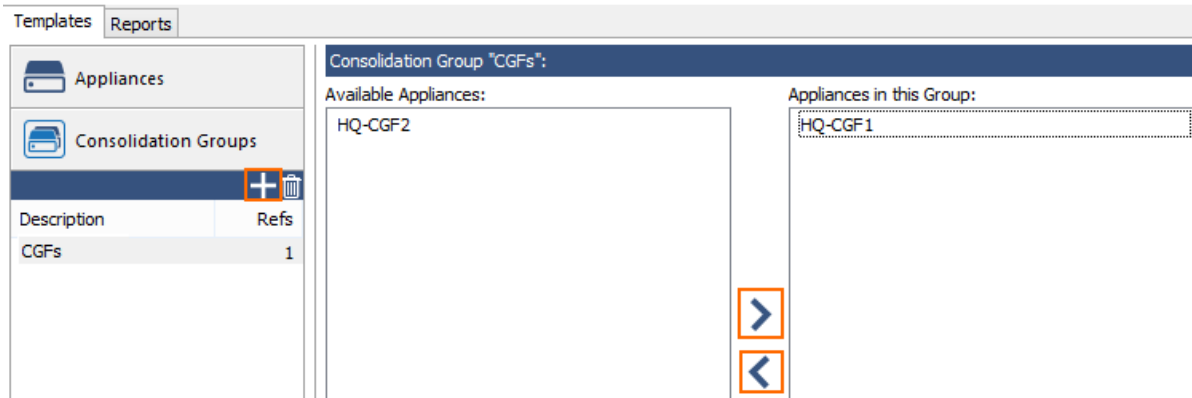 Templates
Reports
Appliances
Consolidation Groups
Description Refs
CGFs 1
Consolidation Group "CGFs":
Available Appliances:
HQ-CGF2
Appliances in this Group:
HQ-CGF1